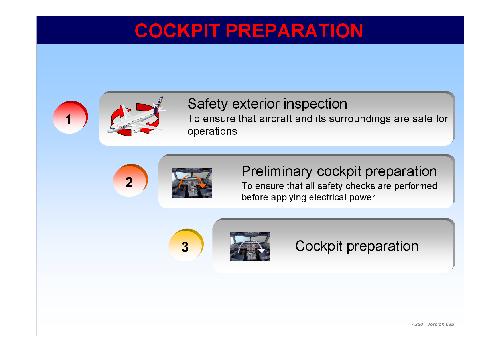 COCKPIT PREPARATION
1
Safety exterior inspection
To ensure that aircraft and its surroundings are safe for
operations
2
Preliminary cockpit preparation
To ensure that all safety checks are performed
before applying electrical power
3
Cockpit preparation